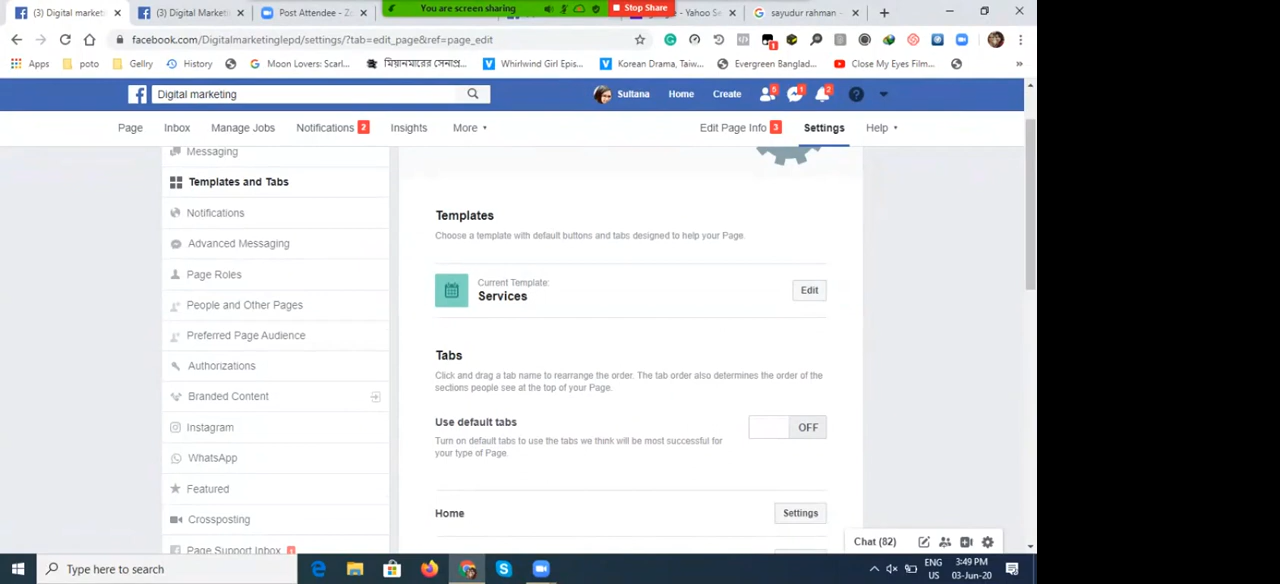 (3) Digital marketi
(3) Digital Marketi
Post Attendee - Z
You are screen sharing
Stop Share
- Yahoo Se
sayudur rahman -
facebook.com/Digitalmarketinglepd/settings/?tab=edit_page&ref=page_edit
1
Apps
poto
Gellry
History
Moon Lovers: Scarl...
মিয়ানমারের সেনাপ্র...
Whirlwind Girl Epis...
Korean Drama, Taiw...
Evergreen Banglad...
Close My Eyes Film...
»
Digital marketing
Sultana
Home
Create
6
1
2
Page
Inbox
Manage Jobs
Notifications 2
Insights
More
Edit Page Info 3
Settings
Help
Messaging
Templates and Tabs
Notifications
Advanced Messaging
Page Roles
People and Other Pages
Preferred Page Audience
Authorizations
Branded Content
Instagram
WhatsApp
Featured
Crossposting
Page Support Inbox 1
Templates
Choose a template with default buttons and tabs designed to help your Page.
Current Template:
Services
Edit
Tabs
Click and drag a tab name to rearrange the order. The tab order also determines the order of the
sections people see at the top of your Page.
Use default tabs
OFF
Turn on default tabs to use the tabs we think will be most successful for
your type of Page.
Home
Settings
Chat (82)
Type here to search
ENG
US
3:49 PM
03-Jun-20